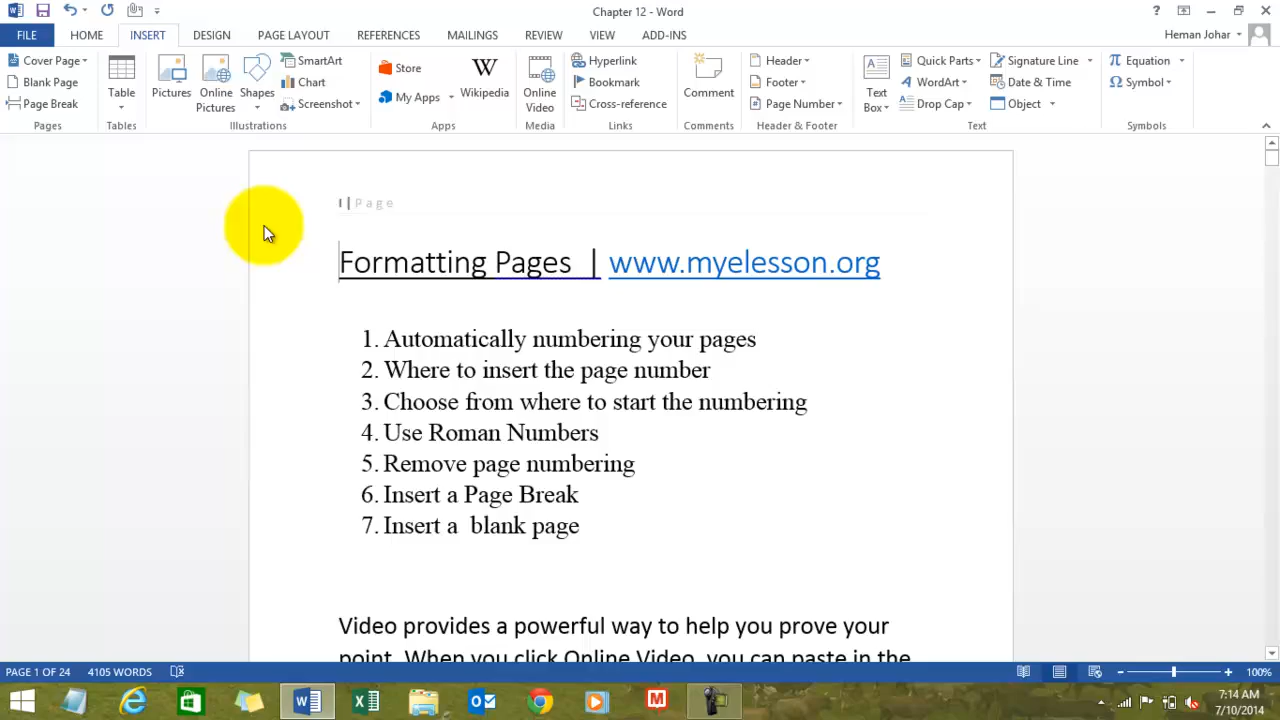 Chapter 12 - Word
Heman Johar
FILE HOME INSERT DESIGN PAGE LAYOUT REFERENCES MAILINGS REVIEW VIEW ADD-INS
Cover Page
Blank Page
Page Break
Pages
Table
Tables
Pictures
Online Pictures
Shapes
SmartArt
Chart
Screenshot
Illustrations
Store
My Apps
Wikipedia
Apps
Online Video
Media
Hyperlink
Bookmark
Cross-reference
Links
Comment
Comments
Header
Footer
Page Number
Header & Footer
Text Box
Quick Parts
WordArt
Drop Cap
Signature Line
Date & Time
Object
Text
Equation
Symbol
Symbols
I | Page
Formatting Pages | www.myelesson.org
1. Automatically numbering your pages
2. Where to insert the page number
3. Choose from where to start the numbering
4. Use Roman Numbers
5. Remove page numbering
6. Insert a Page Break
7. Insert a blank page
Video provides a powerful way to help you prove your
point. When you click Online Video, you can paste in the
PAGE 1 OF 24 4105 WORDS 100%
7:14 AM
7/10/2014